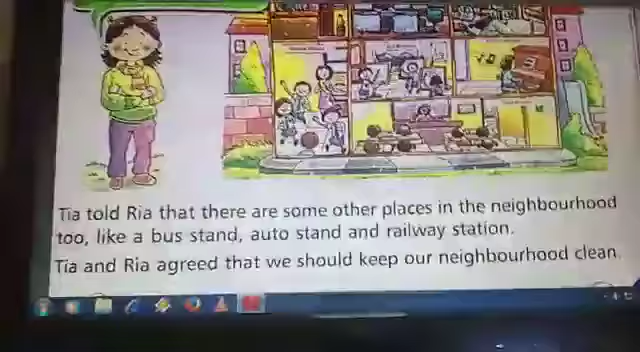 Tia told Ria that there are some other places in the neighbourhood
too, like a bus stand, auto stand and railway station.
Tia and Ria agreed that we should keep our neighbourhood clean.